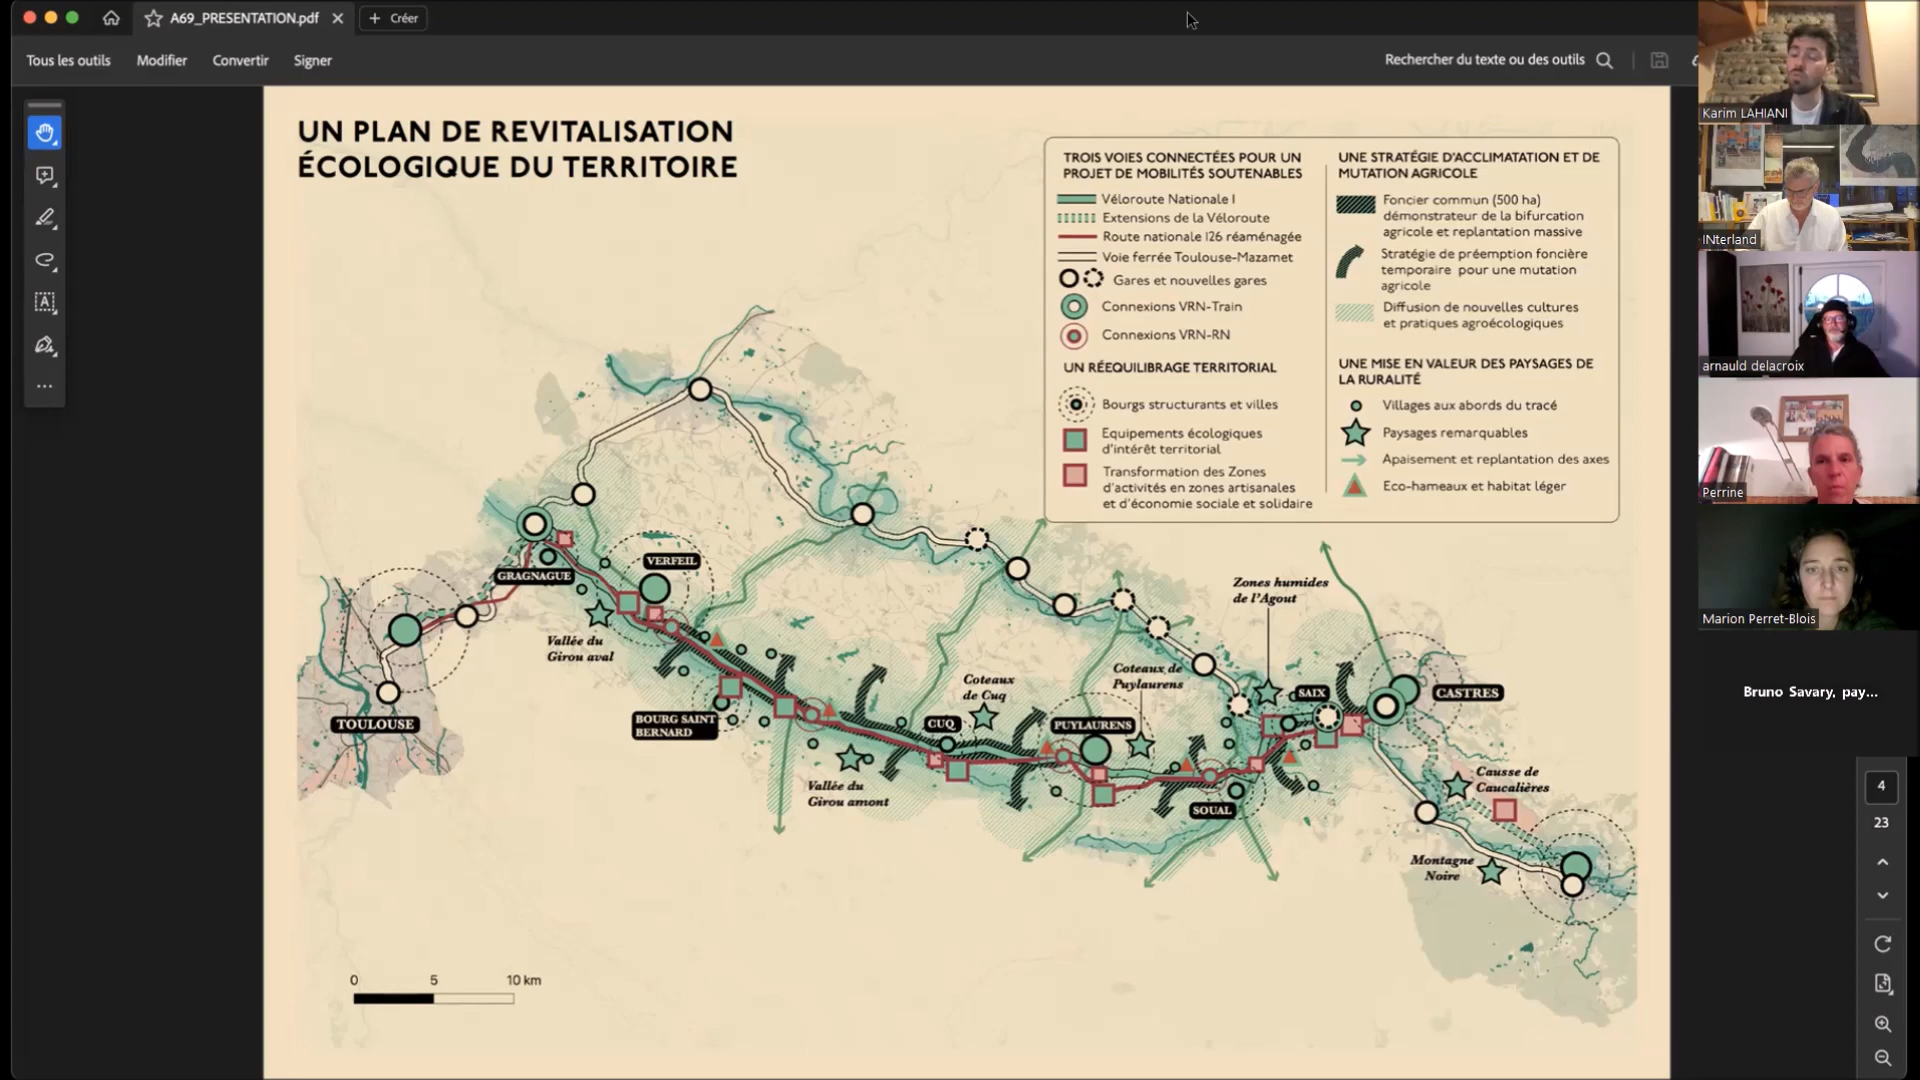 A69_PRESENTATION.pdf
Créer
Tous les outils
Modifier
Convertir
Signer
Rechercher du texte ou des outils
UN PLAN DE REVITALISATION
ÉCOLOGIQUE DU TERRITOIRE
TROIS VOIES CONNECTÉES POUR UN
PROJET DE MOBILITÉS SOUTENABLES
Véloroute Nationale 1
Extensions de la Véloroute
Route nationale 126 réaménagée
Voie ferrée Toulouse-Mazamet
Gares et nouvelles gares
Connexions VRN-Train
Connexions VRN-RN
UN RÉEQUILIBRAGE TERRITORIAL
Bourgs structurants et villes
Equipements écologiques
d'intérêt territorial
Transformation des Zones
d'activités en zones artisanales
et d'économie sociale et solidaire
UNE STRATÉGIE D'ACCLIMATATION ET DE
MUTATION AGRICOLE
Foncier commun (500 ha)
démonstrateur de la bifurcation
agricole et replantation massive
Stratégie de préemption foncière
temporaire pour une mutation
agricole
Diffusion de nouvelles cultures
et pratiques agroécologiques
UNE MISE EN VALEUR DES PAYSAGES DE
LA RURALITÉ
Villages aux abords du tracé
Paysages remarquables
Apaisement et replantation des axes
Eco-hameaux et habitat léger
VERFEIL
GRAGNAGUE
Zones humides
de l'Agout
Vallée du
Girou aval
Coteaux
de Cuq
Coteaux de
Puylaurens
SAIX
CASTRES
TOULOUSE
BOURG SAINT
BERNARD
CUQ
PUYLAURENS
Vallée du
Girou amont
SOUAL
Causse de
Caucalières
Montagne
Noire
0 5 10 km
Karim LAHIANI
INterland
arnauld delacroix
Perrine
Marion Perret-Blois
Bruno Savary, pay...
4
23